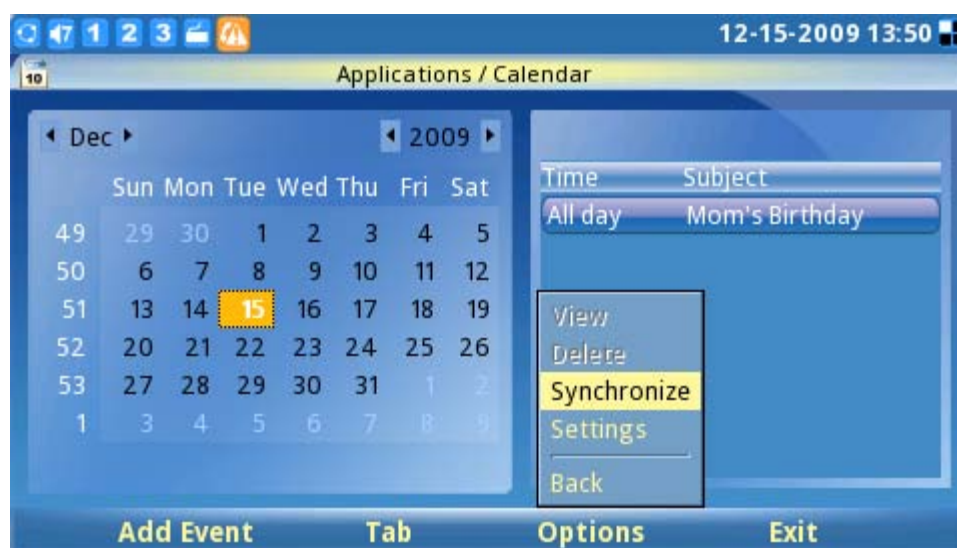 47 1 2 3 12-15-2009 13:50
10 Applications / Calendar
Dec 2009
Sun Mon Tue Wed Thu Fri Sat
49 29 30 1 2 3 4 5
50 6 7 8 9 10 11 12
51 13 14 15 16 17 18 19
52 20 21 22 23 24 25 26
53 27 28 29 30 31 1 2
1 3 4 5 6 7 8 9
Time Subject
All day Mom's Birthday
View
Delete
Synchronize
Settings
Back
Add Event Tab Options Exit